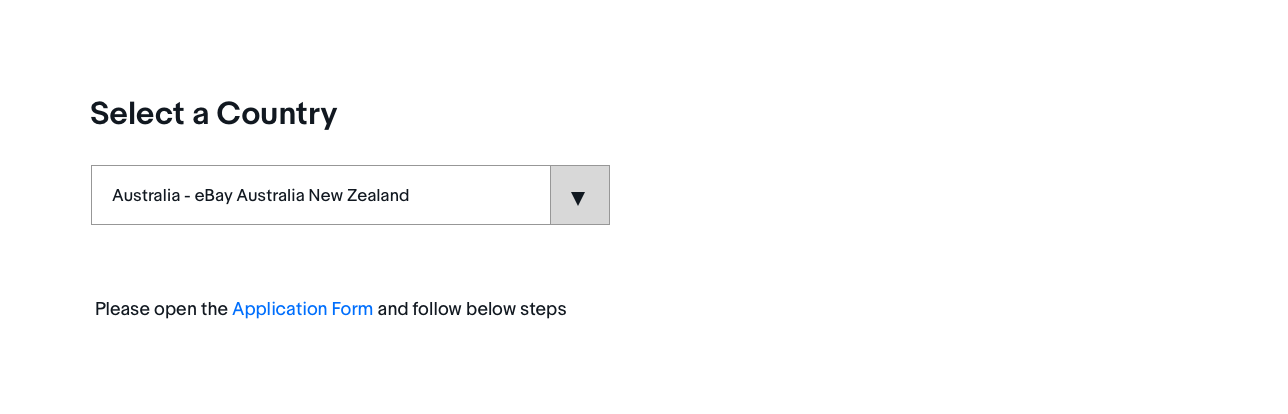 Select a Country
Australia - eBay Australia New Zealand
Please open the Application Form and follow below steps